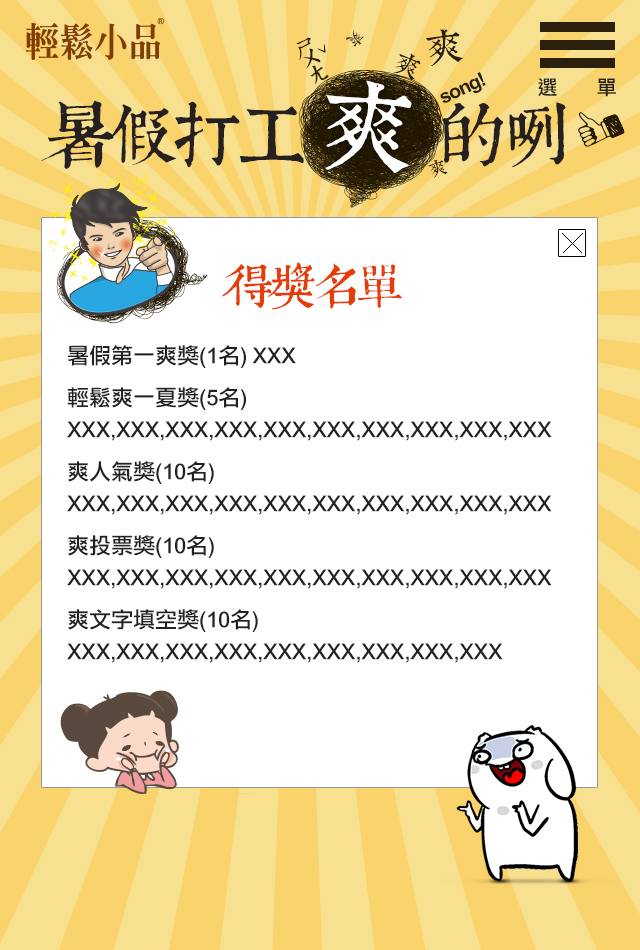 輕鬆小品®
ㄕㄨㄤˇ
爽
爽
song!
選單
暑假打工爽的咧
爽
得獎名單
暑假第一爽獎(1名) XXX
輕鬆爽一夏獎(5名)
XXX,XXX,XXX,XXX,XXX,XXX,XXX,XXX,XXX,XXX
爽人氣獎(10名)
XXX,XXX,XXX,XXX,XXX,XXX,XXX,XXX,XXX,XXX
爽投票獎(10名)
XXX,XXX,XXX,XXX,XXX,XXX,XXX,XXX,XXX,XXX
爽文字填空獎(10名)
XXX,XXX,XXX,XXX,XXX,XXX,XXX,XXX,XXX